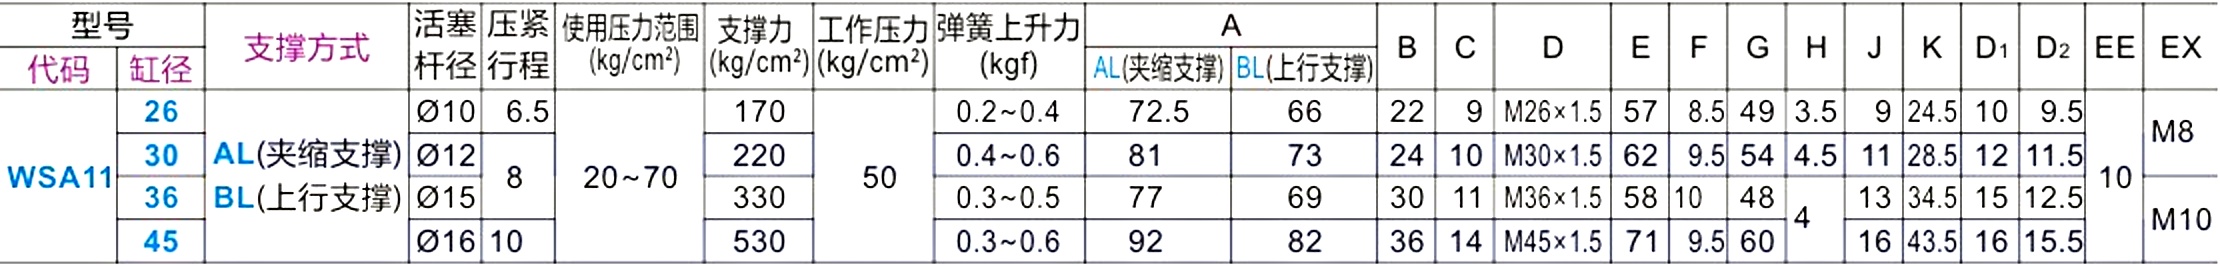 型号 支撑方式 活塞杆径 压紧行程 使用压力范围(kg/cm²) 支撑力(kg/cm²) 工作压力(kg/cm²) 弹簧上升力(kgf) A B C D E F G H J K D1 D2 EE EX
代码 缸径 AL(夹缩支撑) BL(上行支撑)
WSA11 26 AL(夹缩支撑) BL(上行支撑) Ø10 6.5 20~70 170 50 0.2~0.4 72.5 66 22 9 M26×1.5 57 8.5 49 3.5 9 24.5 10 9.5 10 M8
30 Ø12 8 220 0.4~0.6 81 73 24 10 M30×1.5 62 9.5 54 4.5 11 28.5 12 11.5
36 Ø15 330 0.3~0.5 77 69 30 11 M36×1.5 58 10 48 4 13 34.5 15 12.5 M10
45 Ø16 10 530 0.3~0.6 92 82 36 14 M45×1.5 71 9.5 60 16 43.5 16 15.5